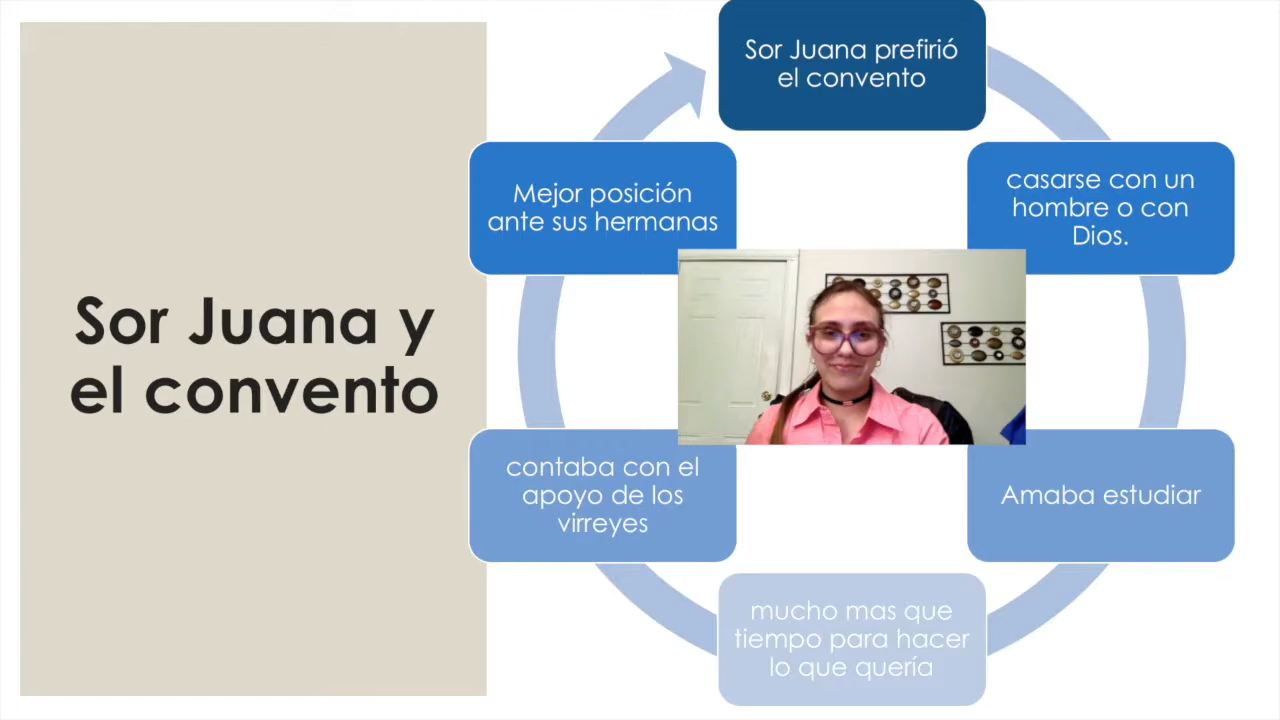 Sor Juana y
el convento
Sor Juana prefirió
el convento
casarse con un
hombre o con
Dios.
Amaba estudiar
mucho mas que
tiempo para hacer
lo que quería
contaba con el
apoyo de los
virreyes
Mejor posición
ante sus hermanas